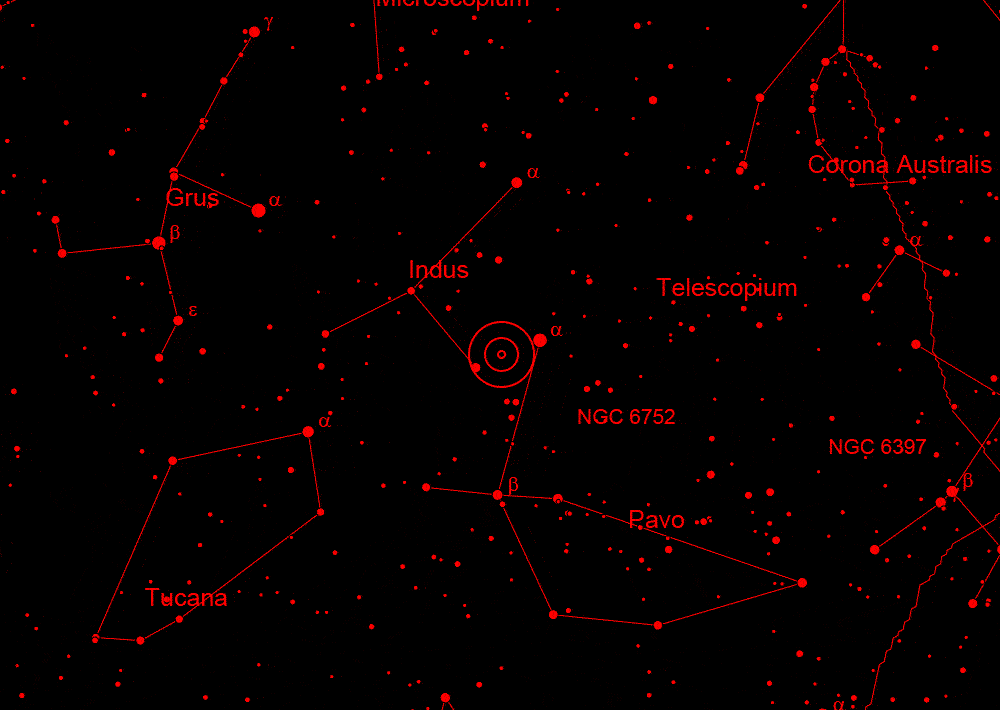 Microscopium
γ
Corona Australis
α
Grus
α
β
α
Indus
Telescopium
ε
α
α
NGC 6752
NGC 6397
β
β
γ
Pavo
Tucana
α